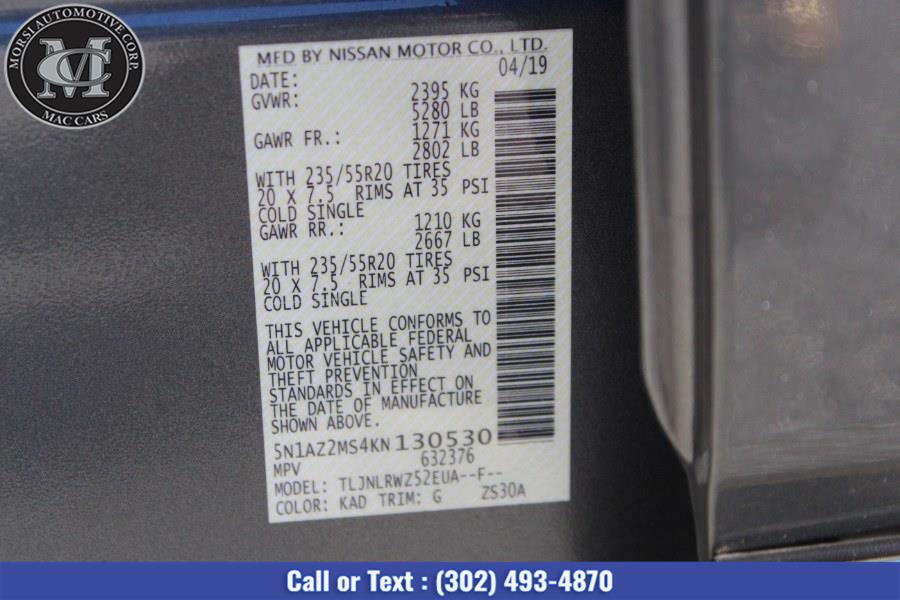 MORSI AUTOMOTIVE CORP.
MC
MAC CARS
MFD BY NISSAN MOTOR CO., LTD.
DATE: 04/19
GVWR: 2395 KG
5280 LB
GAWR FR.: 1271 KG
2802 LB
WITH 235/55R20 TIRES
20 X 7.5 RIMS AT 35 PSI
COLD SINGLE
GAWR RR.: 1210 KG
2667 LB
WITH 235/55R20 TIRES
20 X 7.5 RIMS AT 35 PSI
COLD SINGLE
THIS VEHICLE CONFORMS TO
ALL APPLICABLE FEDERAL
MOTOR VEHICLE SAFETY AND
THEFT PREVENTION
STANDARDS IN EFFECT ON
THE DATE OF MANUFACTURE
SHOWN ABOVE.
5N1AZ2MS4KN130530
MPV 632376
MODEL: TLJNLRWZ52EUA--F--
COLOR: KAD TRIM: G ZS30A
Call or Text : (302) 493-4870